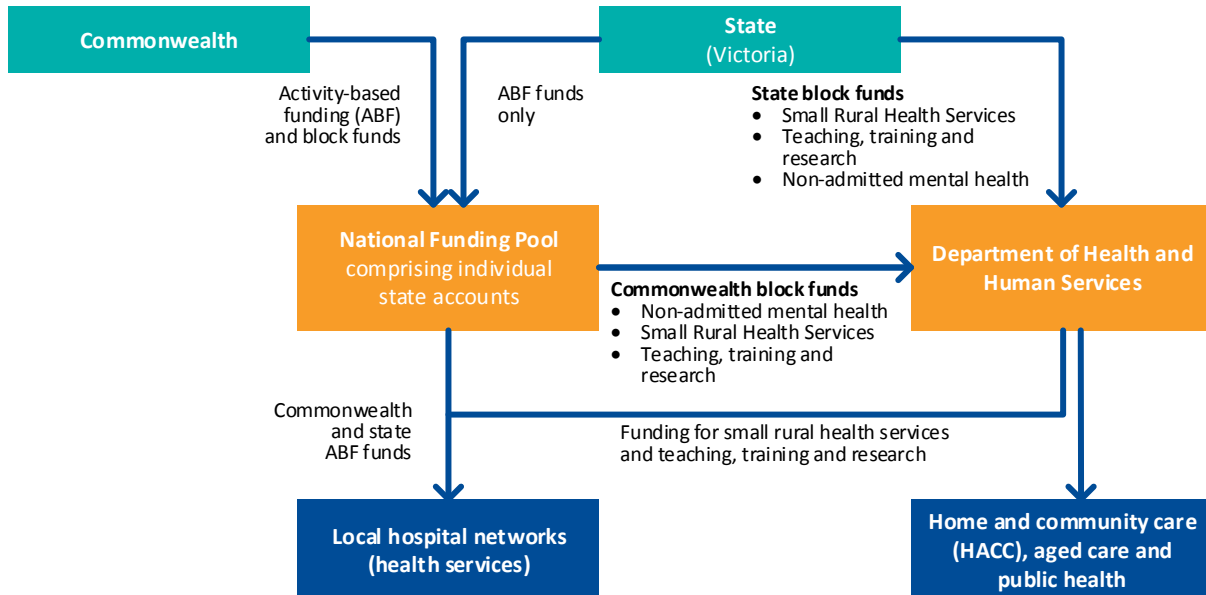 Commonwealth
State
(Victoria)
Activity-based
funding (ABF)
and block funds
ABF funds
only
State block funds
• Small Rural Health Services
• Teaching, training and
research
• Non-admitted mental health
National Funding Pool
comprising individual
state accounts
Department of Health and
Human Services
Commonwealth block funds
• Non-admitted mental health
• Small Rural Health Services
• Teaching, training and
research
Commonwealth
and state
ABF funds
Funding for small rural health services
and teaching, training and research
Local hospital networks
(health services)
Home and community care
(HACC), aged care and
public health